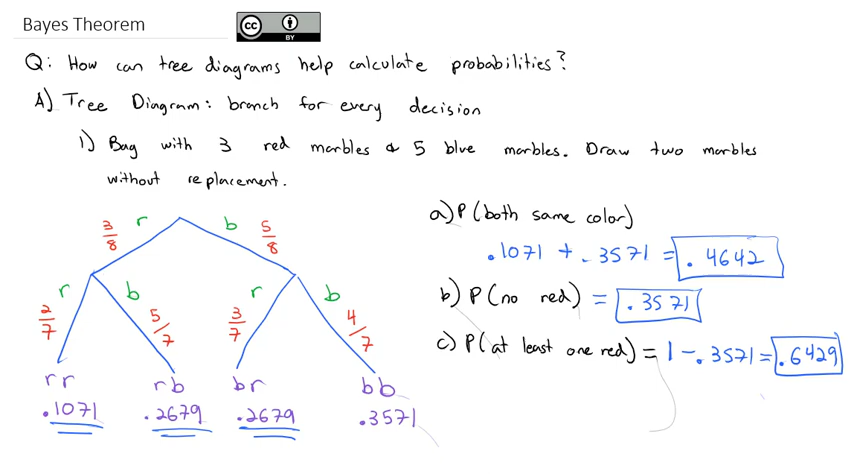 Bayes Theorem
cc BY
Q: How can tree diagrams help calculate probabilities?
A) Tree Diagram: branch for every decision
1) Bag with 3 red marbles & 5 blue marbles. Draw two marbles
without replacement.
3/8 r b 5/8
2/7 r b 5/7 3/7 r b 4/7
rr rb br bb
.1071 .2679 .2679 .3571
a) P(both same color)
.1071 + .3571 = .4642
b) P(no red) = .3571
c) P(at least one red) = 1 - .3571 = .6429